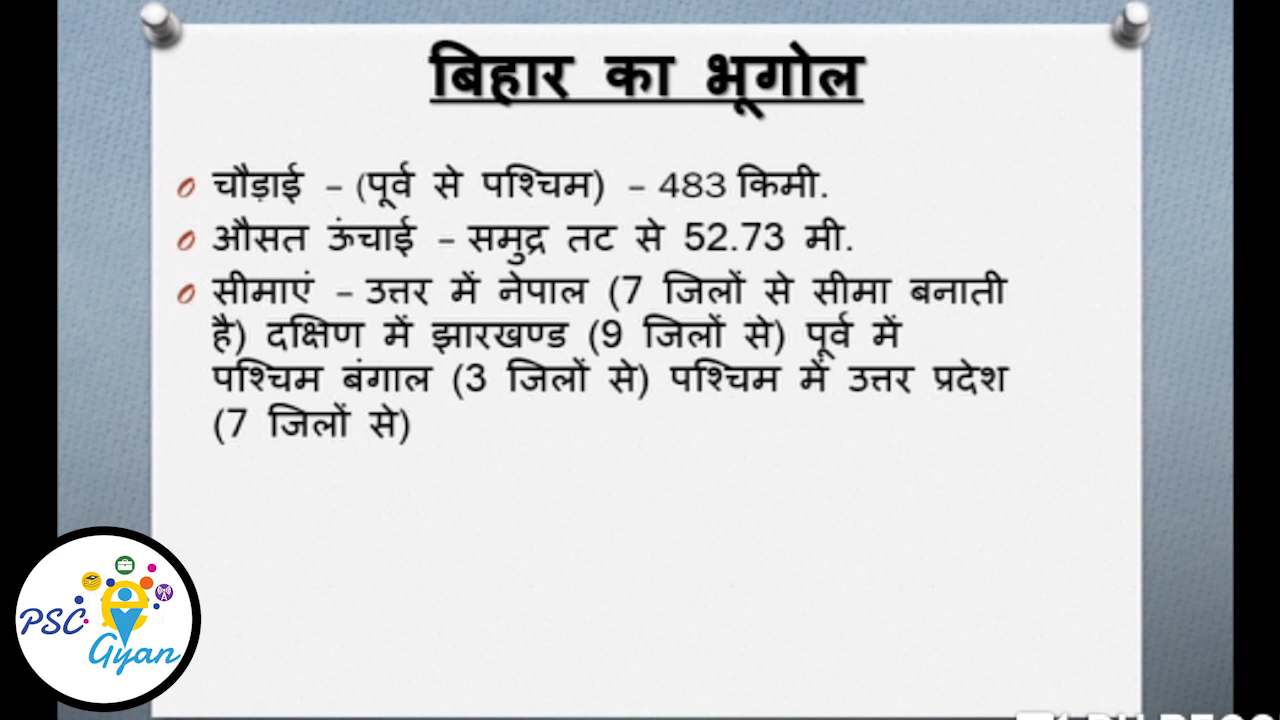 बिहार का भूगोल
चौड़ाई – (पूर्व से पश्चिम) – 483 किमी.
औसत ऊंचाई – समुद्र तट से 52.73 मी.
सीमाएं – उत्तर में नेपाल (7 जिलों से सीमा बनाती
है) दक्षिण में झारखण्ड (9 जिलों से) पूर्व में
पश्चिम बंगाल (3 जिलों से) पश्चिम में उत्तर प्रदेश
(7 जिलों से)
PSC
Gyan